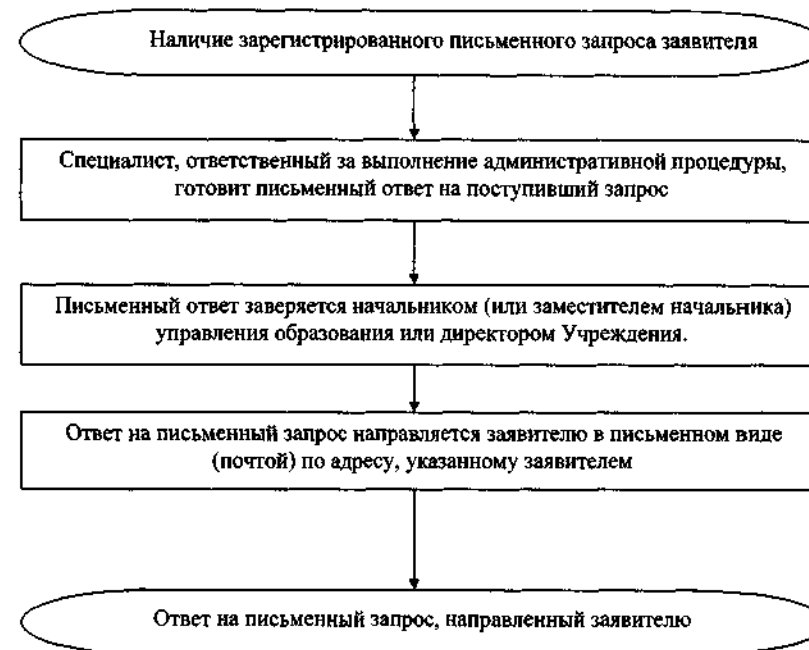 Наличие зарегистрированного письменного запроса заявителя
Специалист, ответственный за выполнение административной процедуры,
готовит письменный ответ на поступивший запрос
Письменный ответ заверяется начальником (или заместителем начальника)
управления образования или директором Учреждения.
Ответ на письменный запрос направляется заявителю в письменном виде
(почтой) по адресу, указанному заявителем
Ответ на письменный запрос, направленный заявителю